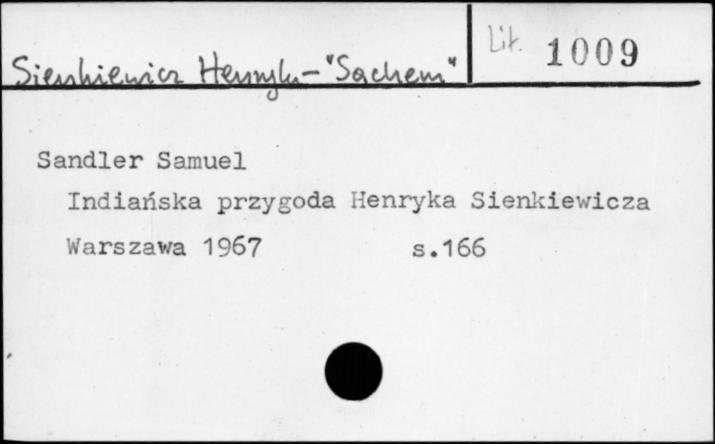 Sienkiewicz Henryk – "Sachem"
Lit. 1009
Sandler Samuel
Indiańska przygoda Henryka Sienkiewicza
Warszawa 1967 s.166